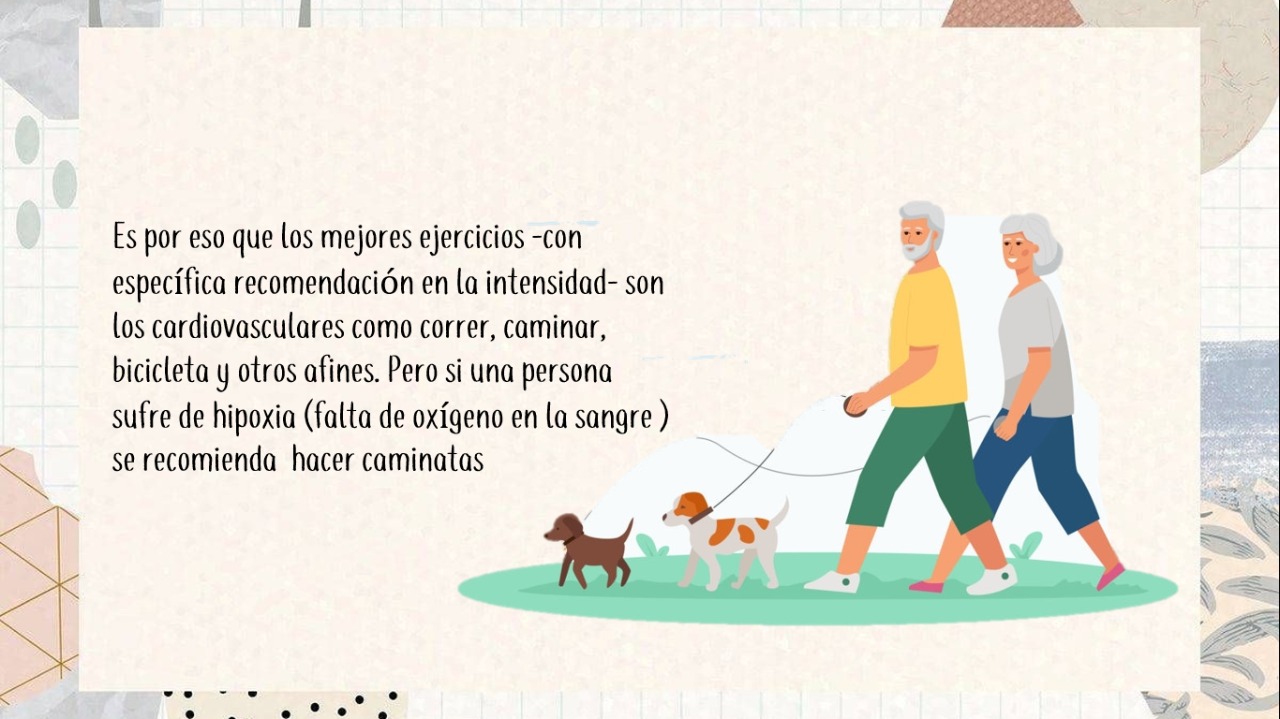 Es por eso que los mejores ejercicios -con
específica recomendación en la intensidad- son
los cardiovasculares como correr, caminar,
bicicleta y otros afines. Pero si una persona
sufre de hipoxia (falta de oxígeno en la sangre )
se recomienda  hacer caminatas